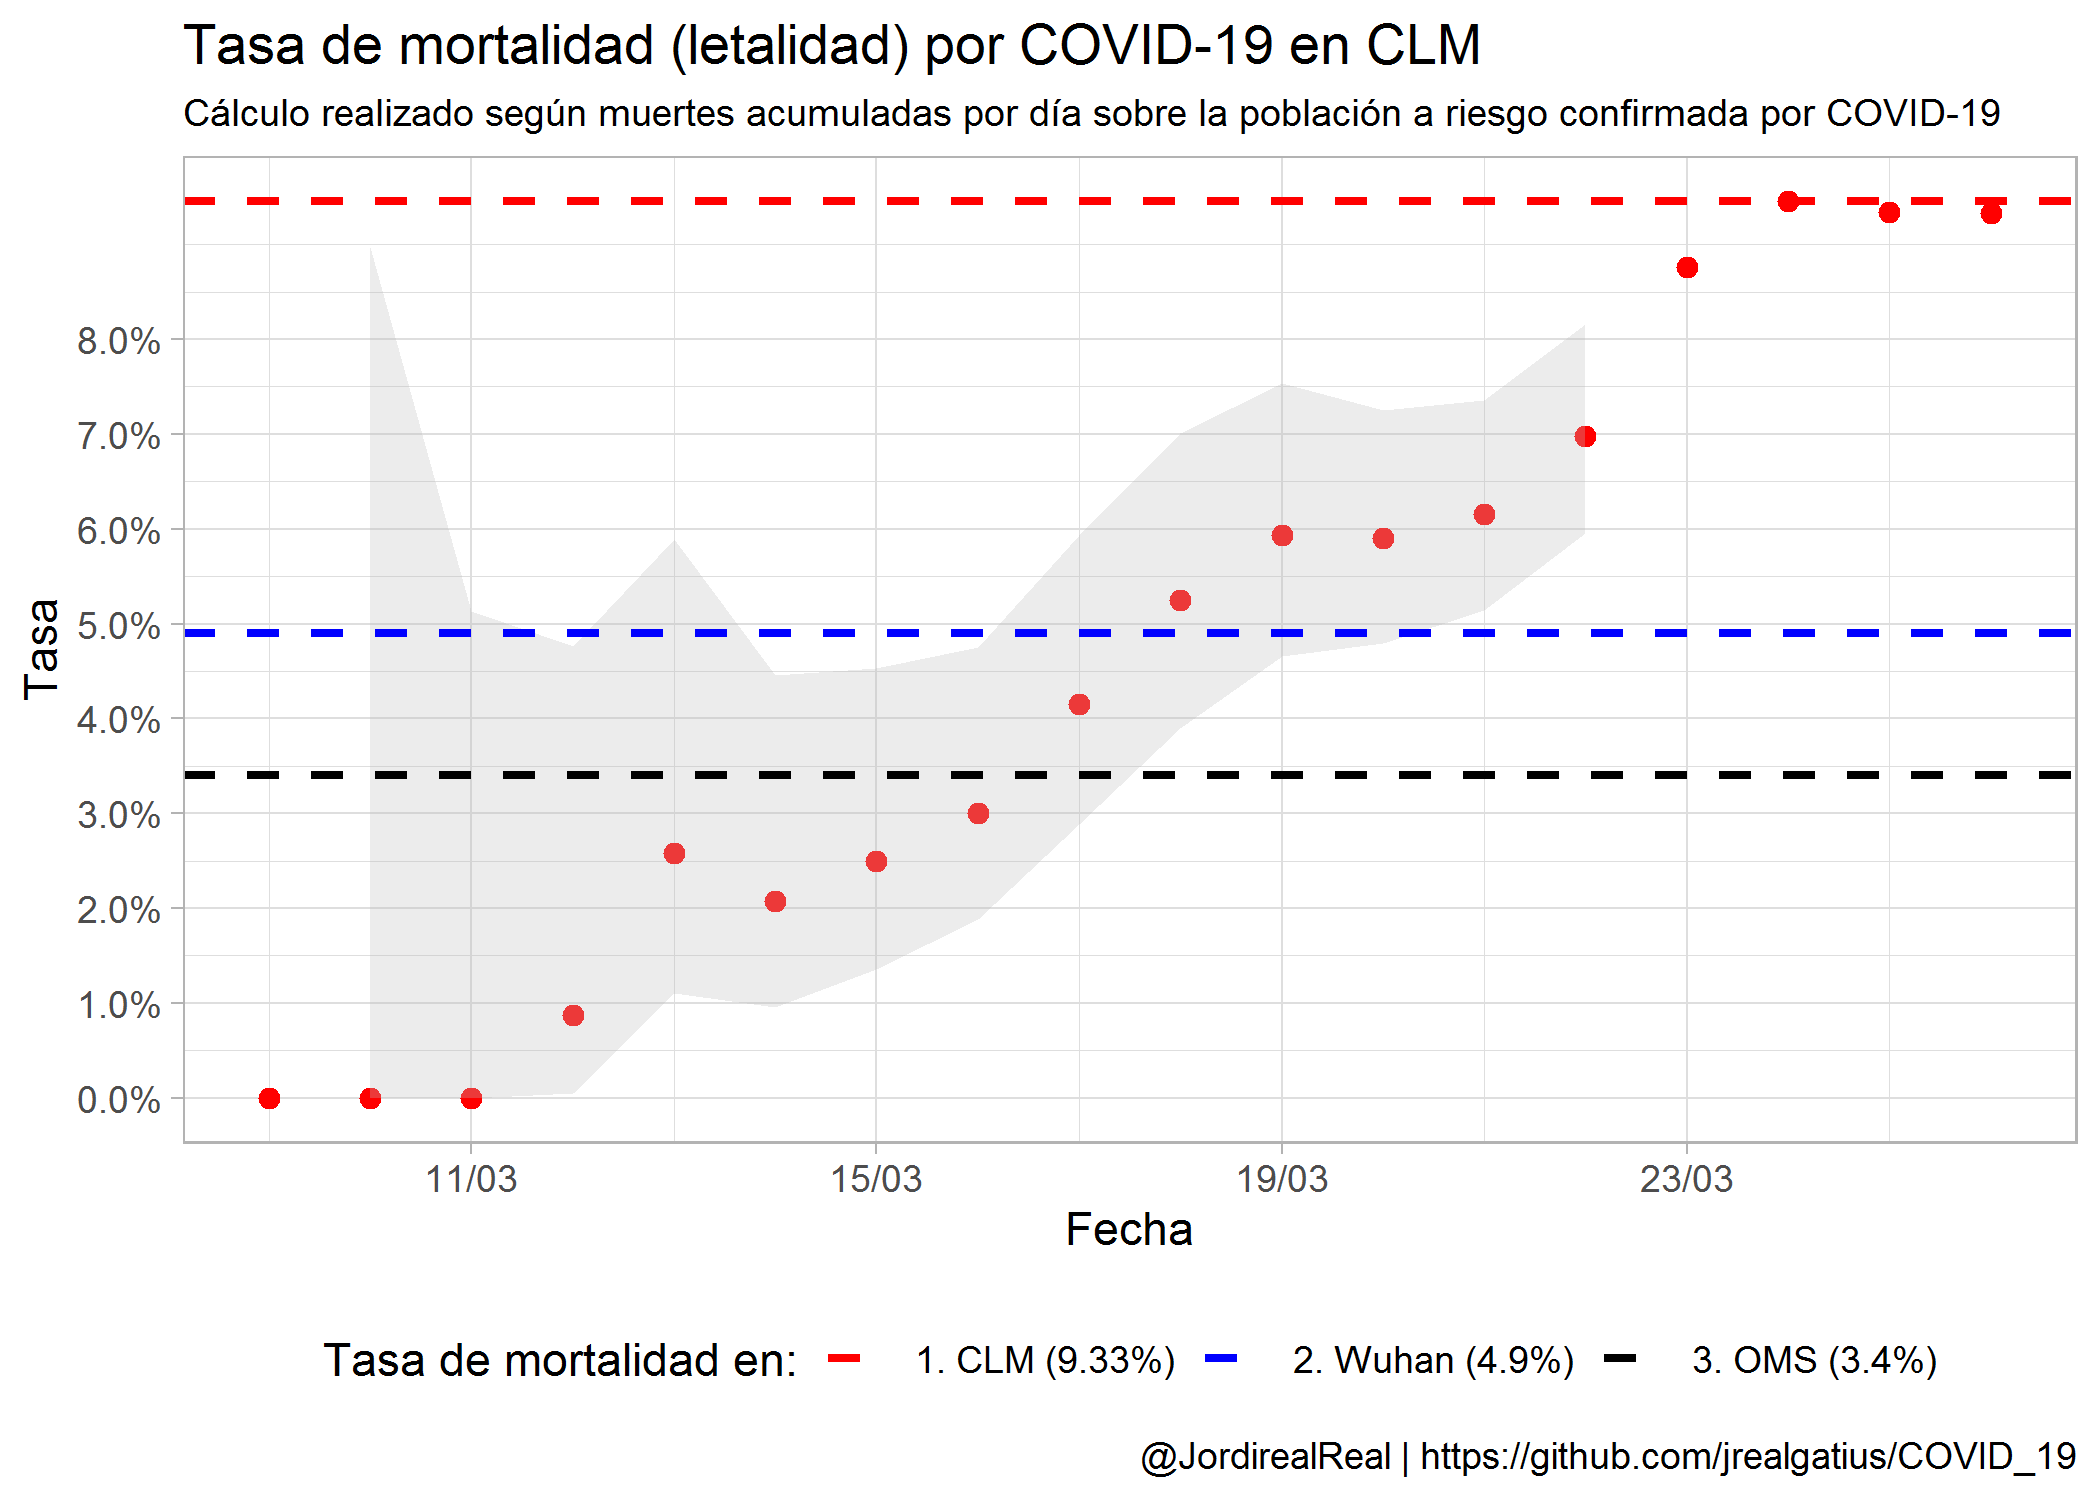 Tasa de mortalidad (letalidad) por COVID-19 en CLM
Cálculo realizado según muertes acumuladas por día sobre la población a riesgo confirmada por COVID-19
Tasa
8.0%
7.0%
6.0%
5.0%
4.0%
3.0%
2.0%
1.0%
0.0%
11/03 15/03 19/03 23/03
Fecha
Tasa de mortalidad en: 1. CLM (9.33%) 2. Wuhan (4.9%) 3. OMS (3.4%)
@JordirealReal | https://github.com/jrealgatius/COVID_19